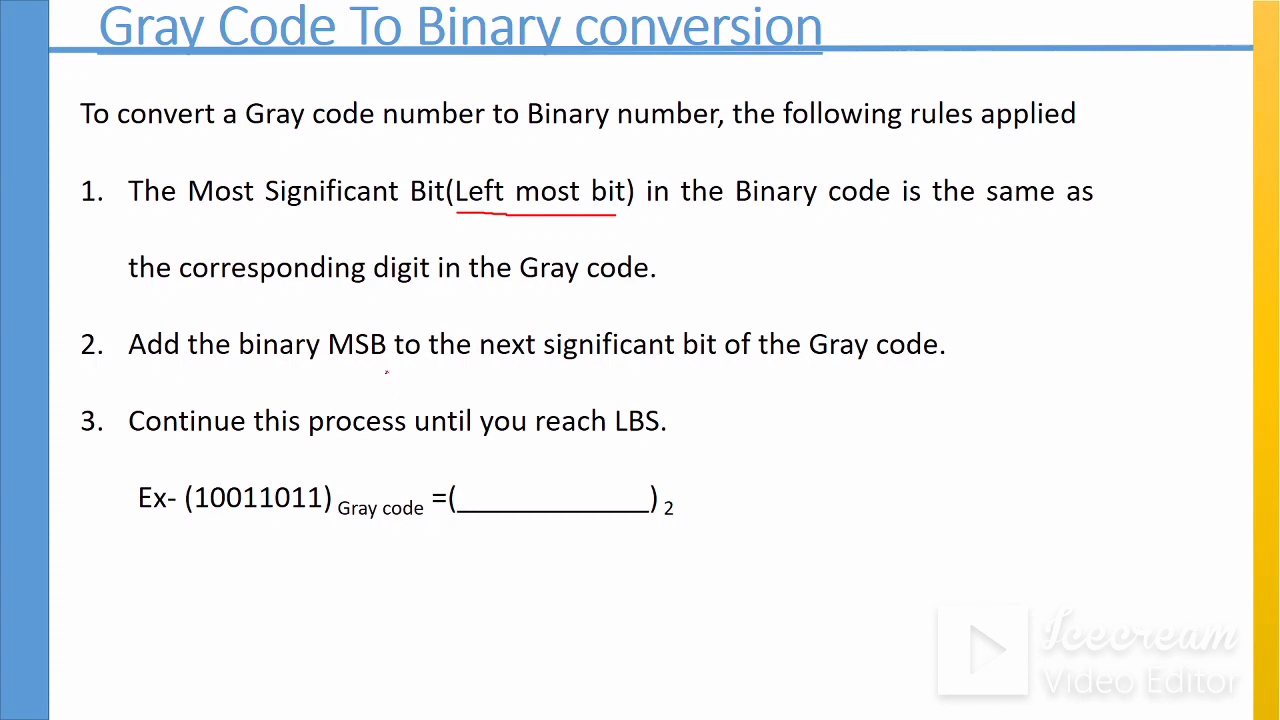 Gray Code To Binary conversion
To convert a Gray code number to Binary number, the following rules applied
1. The Most Significant Bit(Left most bit) in the Binary code is the same as
the corresponding digit in the Gray code.
2. Add the binary MSB to the next significant bit of the Gray code.
3. Continue this process until you reach LBS.
Ex- (10011011) Gray code =(______________) 2
Icecream
Video Editor